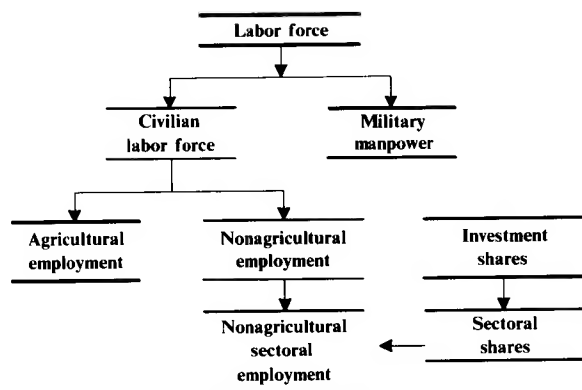 Labor force
Civilian
labor force
Military
manpower
Agricultural
employment
Nonagricultural
employment
Investment
shares
Nonagricultural
sectoral
employment
Sectoral
shares